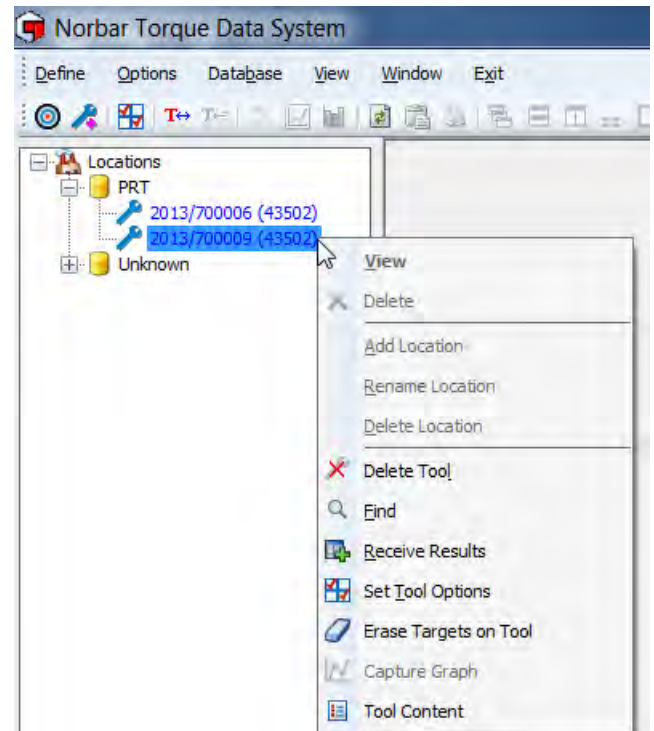 Norbar Torque Data System
Define Options Database View Window Exit
T↔ T←
Locations
PRT
2013/700006 (43502)
2013/700009 (43502)
Unknown
View
Delete
Add Location
Rename Location
Delete Location
Delete Tool
Find
Receive Results
Set Tool Options
Erase Targets on Tool
Capture Graph
Tool Content